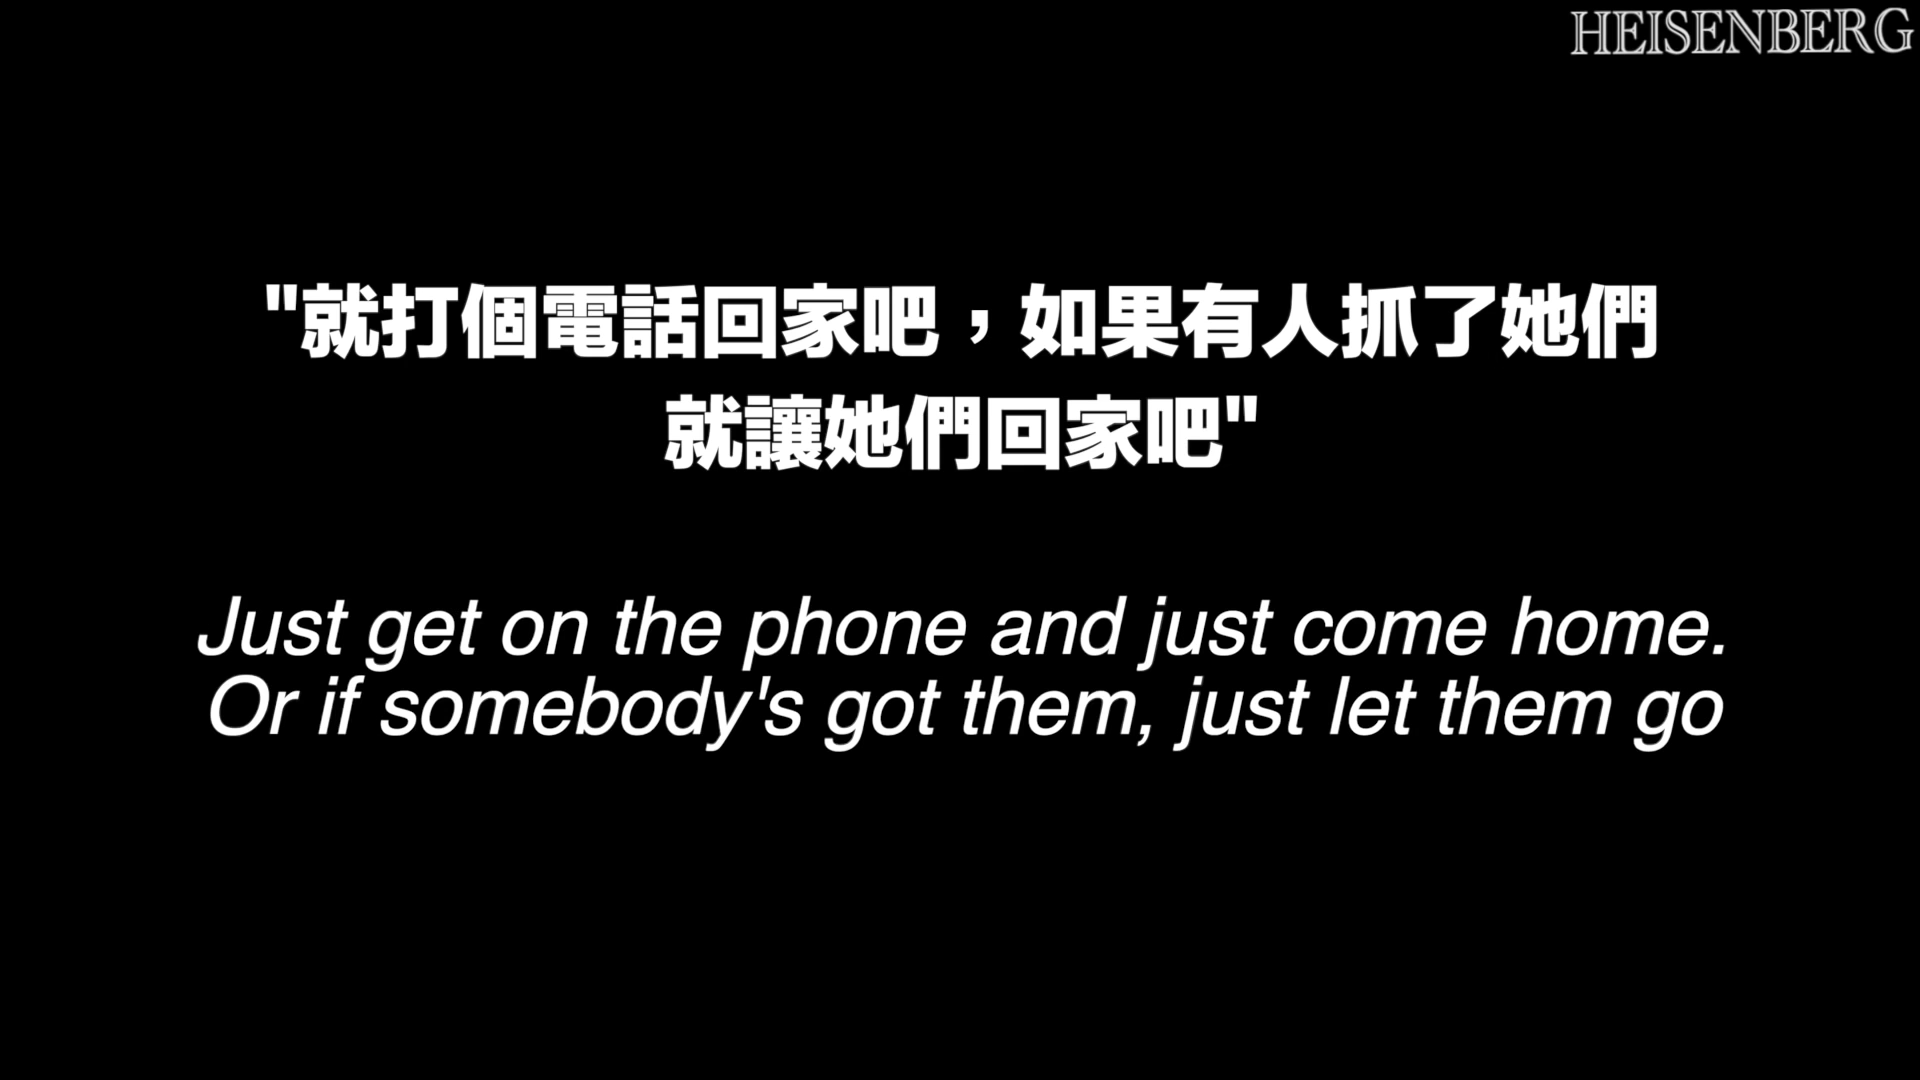 HEISENBERG
"就打個電話回家吧，如果有人抓了她們
就讓她們回家吧"
Just get on the phone and just come home.
Or if somebody's got them, just let them go